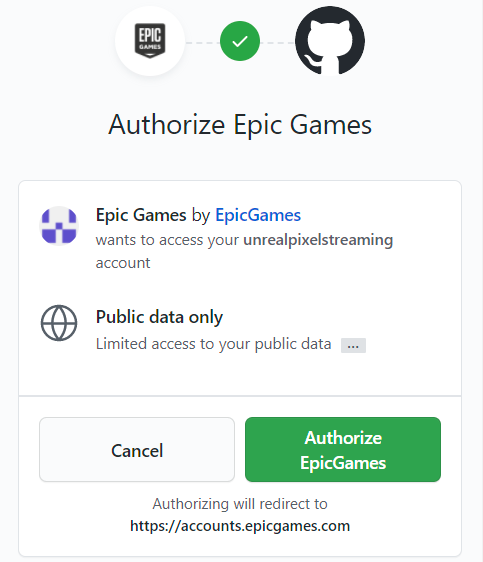 EPIC
GAMES
Authorize Epic Games
Epic Games by EpicGames
wants to access your unrealpixelstreaming
account
Public data only
Limited access to your public data ...
Cancel
Authorize
EpicGames
Authorizing will redirect to
https://accounts.epicgames.com